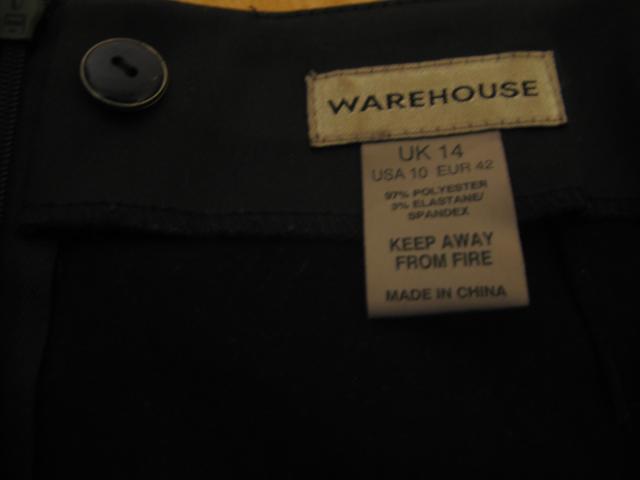 WAREHOUSE
UK 14
USA 10 EUR 42
97% POLYESTER
3% ELASTANE/
SPANDEX
KEEP AWAY
FROM FIRE
MADE IN CHINA